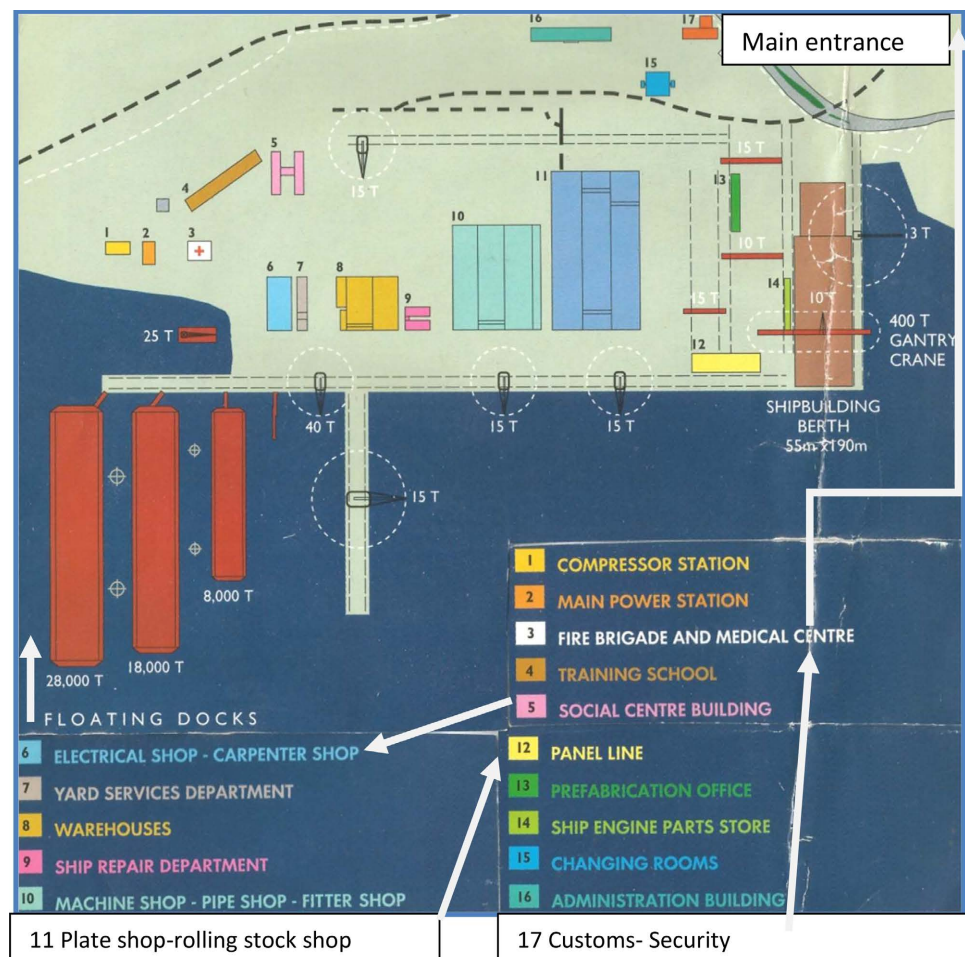 16
17
Main entrance
15
5
15 T
4
15 T
11
13
1
2
3
10
3 T
10 T
6
7
8
9
14
10 T
15 T
400 T
GANTRY
CRANE
25 T
12
40 T
15 T
15 T
SHIPBUILDING
BERTH
55m x190m
15 T
8,000 T
18,000 T
28,000 T
FLOATING DOCKS
1 COMPRESSOR STATION
2 MAIN POWER STATION
3 FIRE BRIGADE AND MEDICAL CENTRE
4 TRAINING SCHOOL
5 SOCIAL CENTRE BUILDING
6 ELECTRICAL SHOP - CARPENTER SHOP
7 YARD SERVICES DEPARTMENT
8 WAREHOUSES
9 SHIP REPAIR DEPARTMENT
10 MACHINE SHOP - PIPE SHOP - FITTER SHOP
11 Plate shop-rolling stock shop
12 PANEL LINE
13 PREFABRICATION OFFICE
14 SHIP ENGINE PARTS STORE
15 CHANGING ROOMS
16 ADMINISTRATION BUILDING
17 Customs- Security